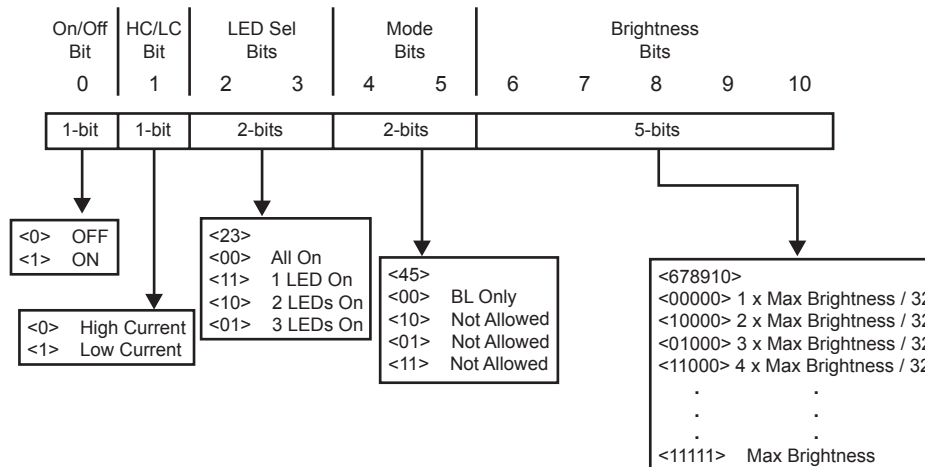 On/Off Bit HC/LC Bit LED Sel Bits Mode Bits Brightness Bits
0 1 2 3 4 5 6 7 8 9 10
1-bit 1-bit 2-bits 2-bits 5-bits
<0> OFF
<1> ON
<0> High Current
<1> Low Current
<23>
<00> All On
<11> 1 LED On
<10> 2 LEDs On
<01> 3 LEDs On
<45>
<00> BL Only
<10> Not Allowed
<01> Not Allowed
<11> Not Allowed
<678910>
<00000> 1 x Max Brightness / 32
<10000> 2 x Max Brightness / 32
<01000> 3 x Max Brightness / 32
<11000> 4 x Max Brightness / 32
. .
. .
. .
<11111> Max Brightness